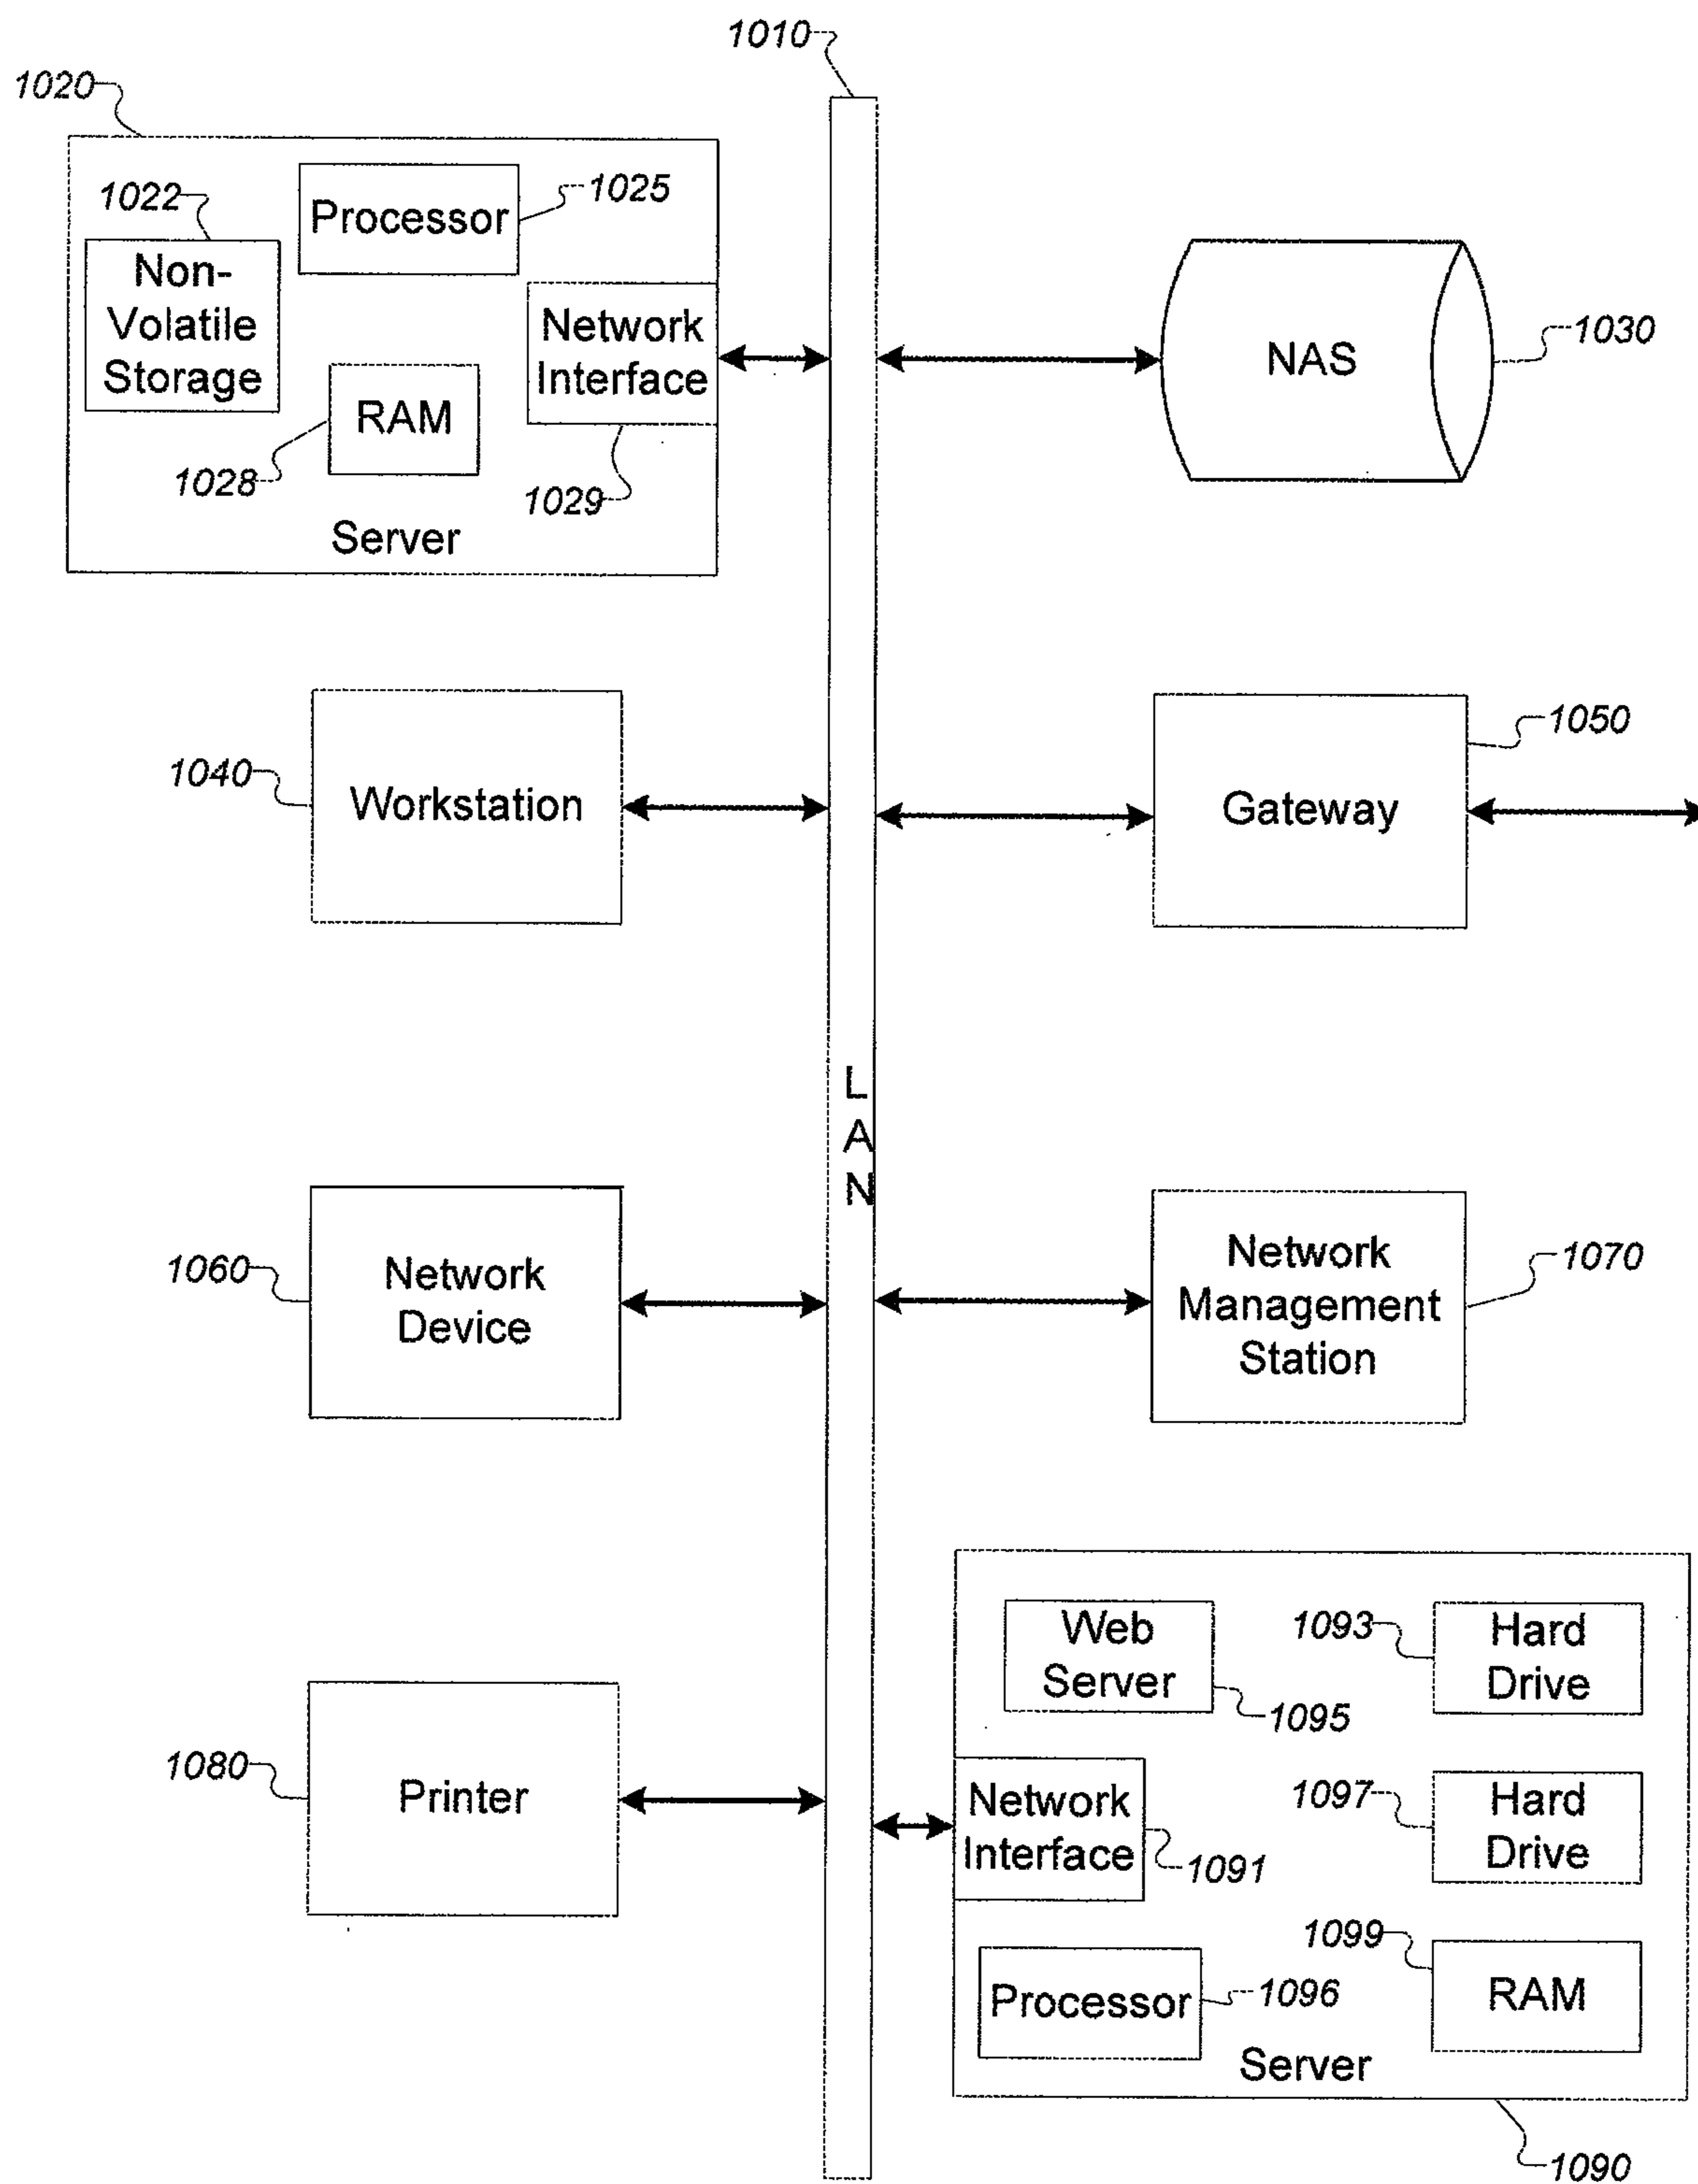 1010
1020
1022
Processor
1025
Non-
Volatile
Storage
Network
Interface
RAM
1028
1029
Server
NAS
1030
1040
Workstation
Gateway
1050
L
A
N
1060
Network
Device
Network
Management
Station
1070
1080
Printer
Web
Server
1095
1093
Hard
Drive
Network
Interface
1091
1097
Hard
Drive
Processor
1096
1099
RAM
Server
1090